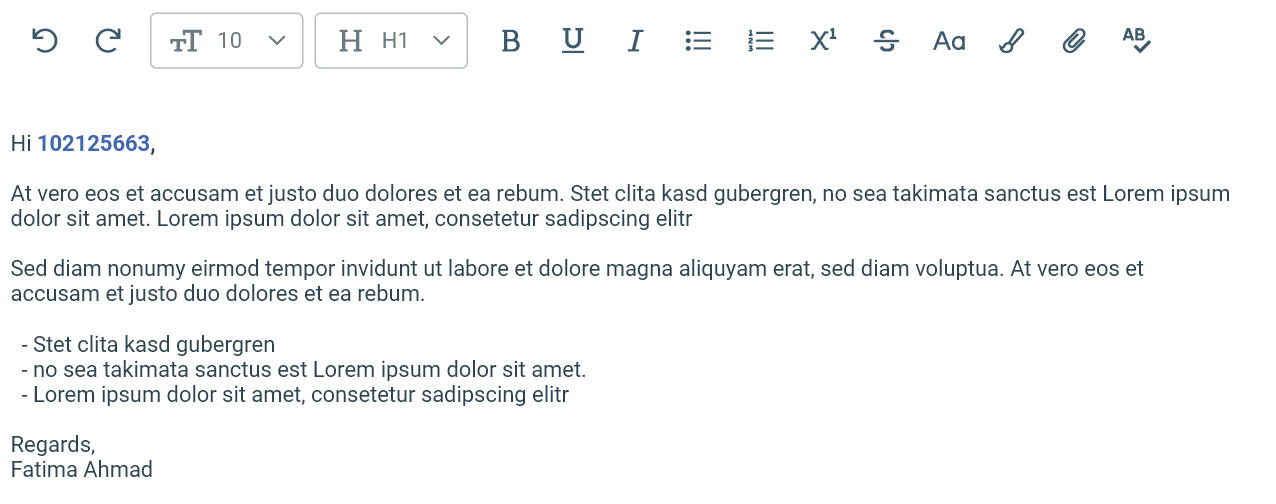 10 H H1 B U I X¹ S Aa AB
Hi 102125663,
At vero eos et accusam et justo duo dolores et ea rebum. Stet clita kasd gubergren, no sea takimata sanctus est Lorem ipsum
dolor sit amet. Lorem ipsum dolor sit amet, consetetur sadipscing elitr
Sed diam nonumy eirmod tempor invidunt ut labore et dolore magna aliquyam erat, sed diam voluptua. At vero eos et
accusam et justo duo dolores et ea rebum.
- Stet clita kasd gubergren
- no sea takimata sanctus est Lorem ipsum dolor sit amet.
- Lorem ipsum dolor sit amet, consetetur sadipscing elitr
Regards,
Fatima Ahmad